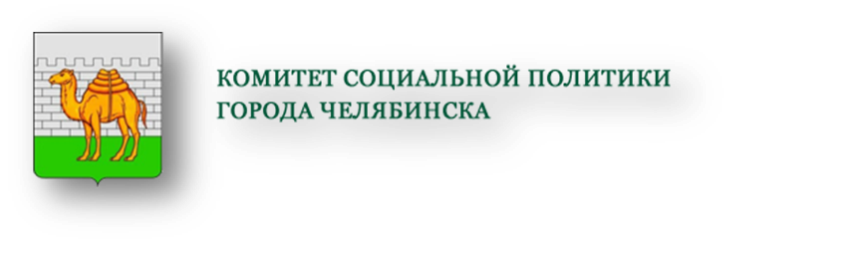 КОМИТЕТ СОЦИАЛЬНОЙ ПОЛИТИКИ
ГОРОДА ЧЕЛЯБИНСКА